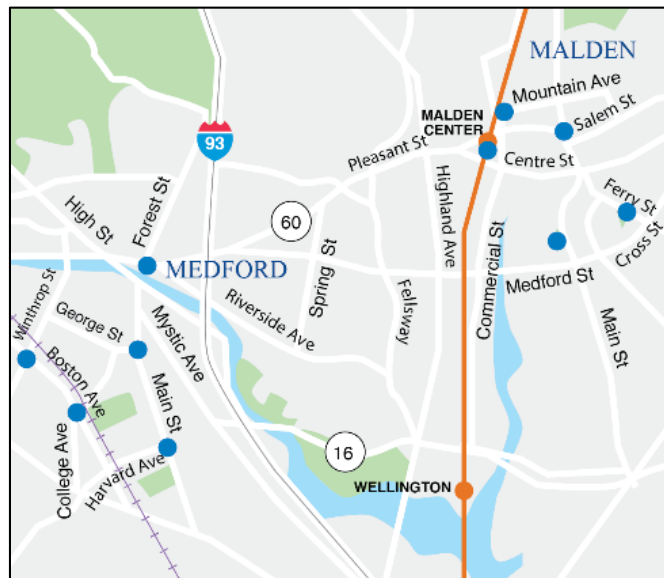 MALDEN
Mountain Ave
MALDEN
CENTER
Salem St
93
Pleasant St
Centre St
Ferry St
Forest St
High St
Highland Ave
60
Cross St
Commercial St
MEDFORD
Spring St
Medford St
Winthrop St
Riverside Ave
Fellsway
George St
Mystic Ave
Main St
Boston Ave
Main St
College Ave
Harvard Ave
16
WELLINGTON